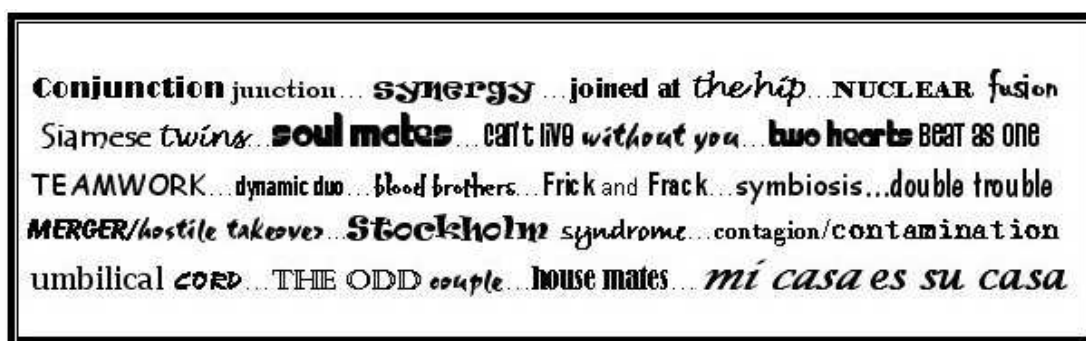 Conjunction junction... synergy ...joined at the hip...NUCLEAR fusion
Siamese twins...soul mates...can't live without you...two hearts Beat as one
TEAMWORK...dynamic duo...blood brothers...Frick and Frack...symbiosis...double trouble
MERGER/hostile takeover...Stockholm syndrome...contagion/contamination
umbilical CORD...THE ODD couple...house mates...mí casa es su casa